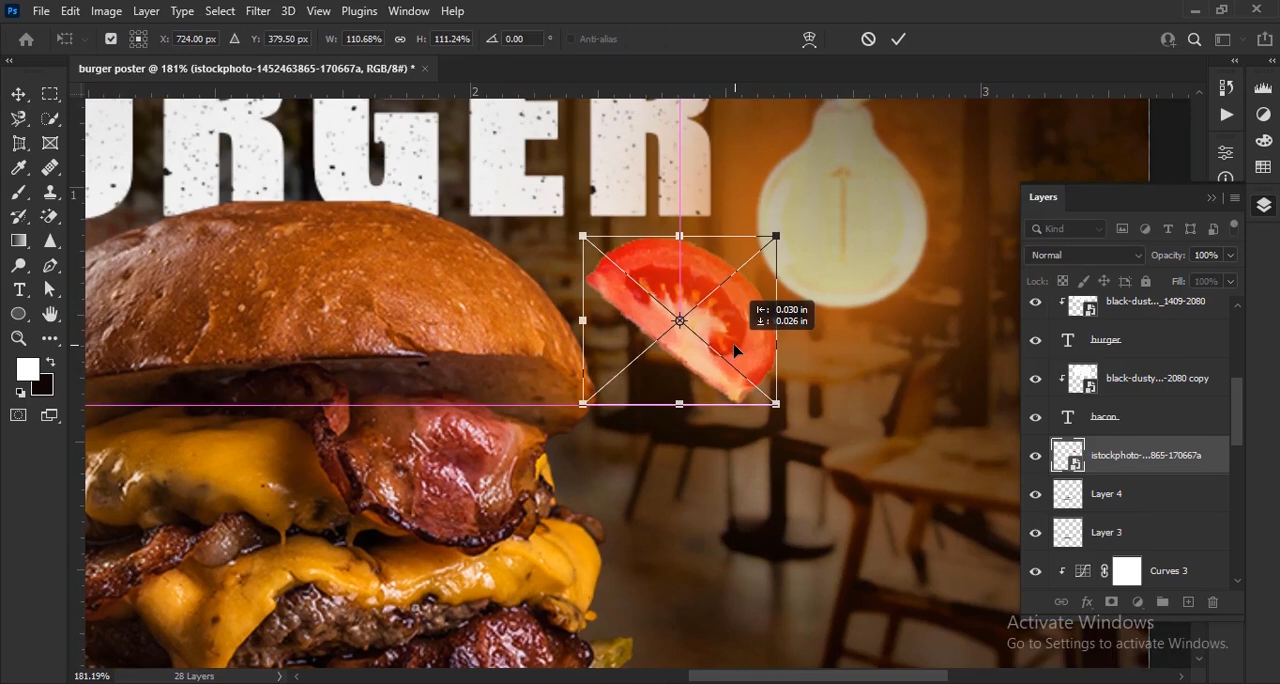 Ps File Edit Image Layer Type Select Filter 3D View Plugins Window Help
X: 724.00 px Y: 379.50 px W: 110.68% H: 111.24% 0.00 ° Anti-alias
burger poster @ 181% (istockphoto-1452463865-170667a, RGB/8#) * ×
2 3
1
URGER
: 0.030 in
: 0.026 in
Layers
Kind
Normal Opacity: 100%
Lock: Fill: 100%
black-dust..._1409-2080
burger
black-dusty...-2080 copy
bacon
istockphoto-...865-170667a
Layer 4
Layer 3
Curves 3
fx
Activate Windows
Go to Settings to activate Windows.
181.19% 28 Layers